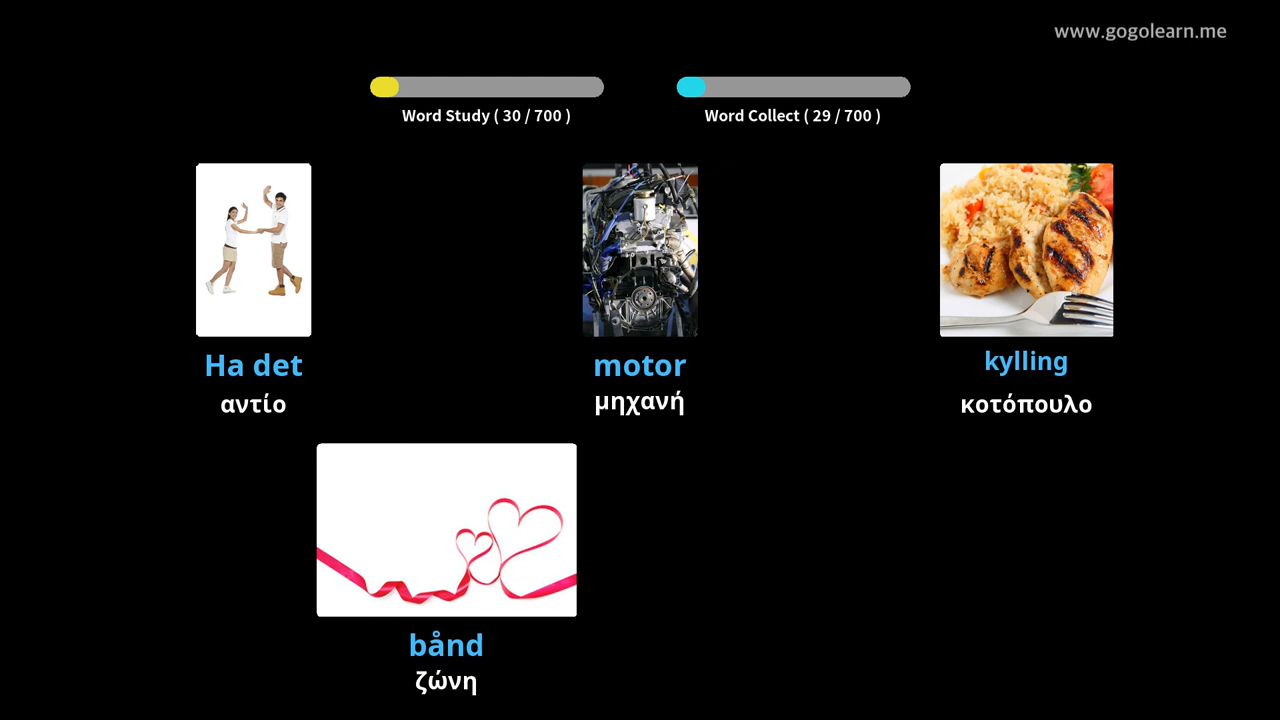 www.gogolearn.me
Word Study ( 30 / 700 )
Word Collect ( 29 / 700 )
Ha det
αντίο
motor
μηχανή
kylling
κοτόπουλο
bånd
ζώνη